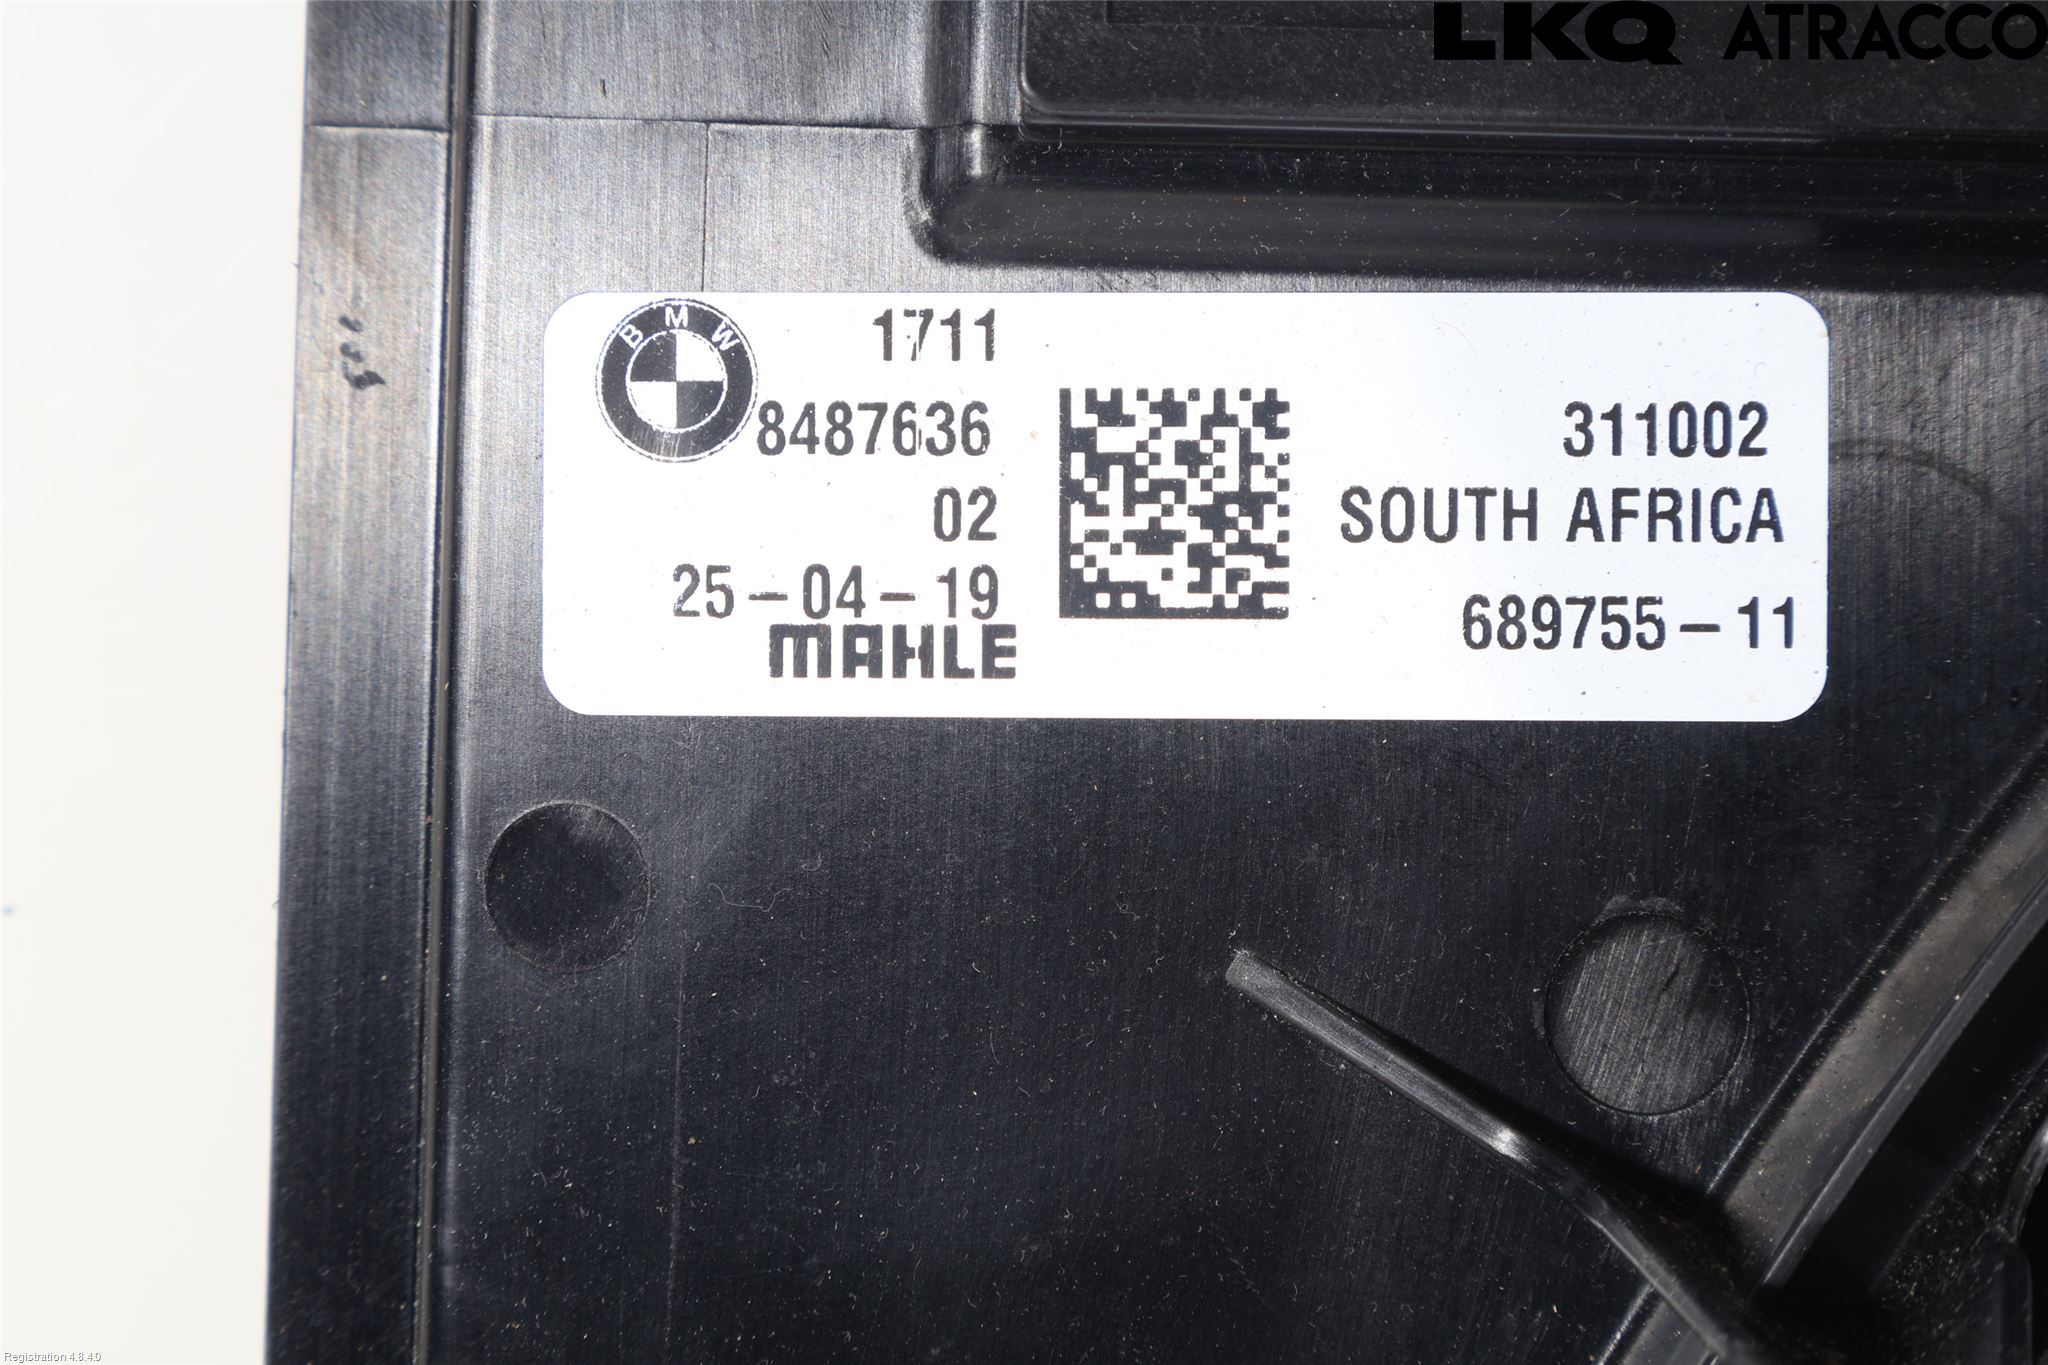 LKQ ATRACCO
BMW
1711
8487636
02
25-04-19
MAHLE
311002
SOUTH AFRICA
689755-11
Registration 4.8.4.0